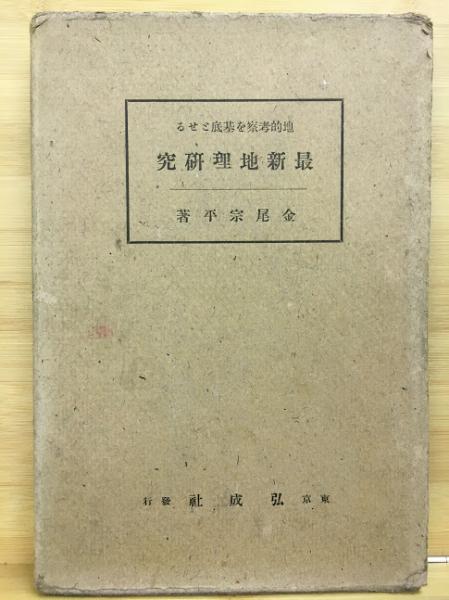 地的考察を基底とせる
最新地理研究
金尾宗平著
東京 弘成社 發行